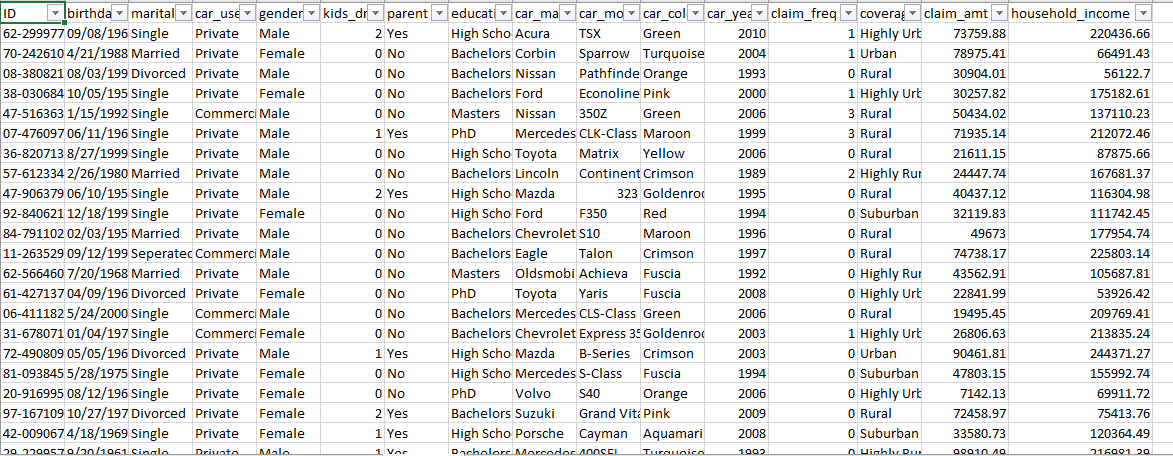 ID birthda marital car_use gender kids_dr parent educati car_ma car_mo car_col car_yea claim_freq coverag claim_amt household_income
62-299977 09/08/196 Single Private Male 2 Yes High Scho Acura TSX Green 2010 1 Highly Urb 73759.88 220436.66
70-242610 4/21/1988 Married Private Female 0 No Bachelors Corbin Sparrow Turquoise 2004 1 Urban 78975.41 66491.43
08-380821 08/03/199 Divorced Private Male 0 No Bachelors Nissan Pathfinde Orange 1993 0 Rural 30904.01 56122.7
38-030684 10/05/195 Single Private Female 0 No Bachelors Ford Econoline Pink 2000 1 Highly Urb 30257.82 175182.61
47-516363 1/15/1992 Single Commerci Male 0 No Masters Nissan 350Z Green 2006 3 Rural 50434.02 137110.23
07-476097 06/11/196 Single Private Male 1 Yes PhD Mercedes CLK-Class Maroon 1999 3 Rural 71935.14 212072.46
36-820713 8/27/1999 Single Private Male 0 No High Scho Toyota Matrix Yellow 2006 0 Rural 21611.15 87875.66
57-612334 2/26/1980 Married Private Male 0 No Bachelors Lincoln Continent Crimson 1989 2 Highly Rur 24447.74 167681.37
47-906379 06/10/195 Single Private Male 2 Yes High Scho Mazda 323 Goldenroc 1995 0 Rural 40437.12 116304.98
92-840621 12/18/199 Single Private Female 0 No High Scho Ford F350 Red 1994 0 Suburban 32119.83 111742.45
84-791102 02/03/195 Married Private Male 0 No Bachelors Chevrolet S10 Maroon 1996 0 Rural 49673 177954.74
11-263529 09/12/199 Seperated Commerci Male 0 No Bachelors Eagle Talon Crimson 1997 0 Rural 74738.17 225803.14
62-566460 7/20/1968 Married Private Male 0 No Masters Oldsmobi Achieva Fuscia 1992 0 Highly Rur 43562.91 105687.81
61-427137 04/09/196 Divorced Private Female 0 No PhD Toyota Yaris Fuscia 2008 0 Highly Urb 22841.99 53926.42
06-411182 5/24/2000 Single Commerci Male 0 No Bachelors Mercedes CLS-Class Green 2006 0 Rural 19495.45 209769.41
31-678071 01/04/197 Single Commerci Female 0 No Bachelors Chevrolet Express 35 Goldenroc 2003 1 Highly Urb 26806.63 213835.24
72-490809 05/05/196 Divorced Private Male 1 Yes High Scho Mazda B-Series Crimson 2003 0 Urban 90461.81 244371.27
81-093845 5/28/1975 Single Private Female 0 No High Scho Mercedes S-Class Fuscia 1994 0 Suburban 47803.15 155992.74
20-916995 08/12/196 Single Private Female 0 No PhD Volvo S40 Orange 2006 0 Highly Urb 7142.13 69911.72
97-167109 10/27/197 Divorced Private Female 2 Yes Bachelors Suzuki Grand Vita Pink 2009 0 Rural 72458.97 75413.76
42-009067 4/18/1969 Single Private Female 1 Yes High Scho Porsche Cayman Aquamari 2008 0 Suburban 33580.73 120364.49
29-229957 9/20/1961 Single Private Male 1 Yes Bachelors Mercedes 400SEL Turquoise 1993 0 Highly Rur 98910.49 216981.39